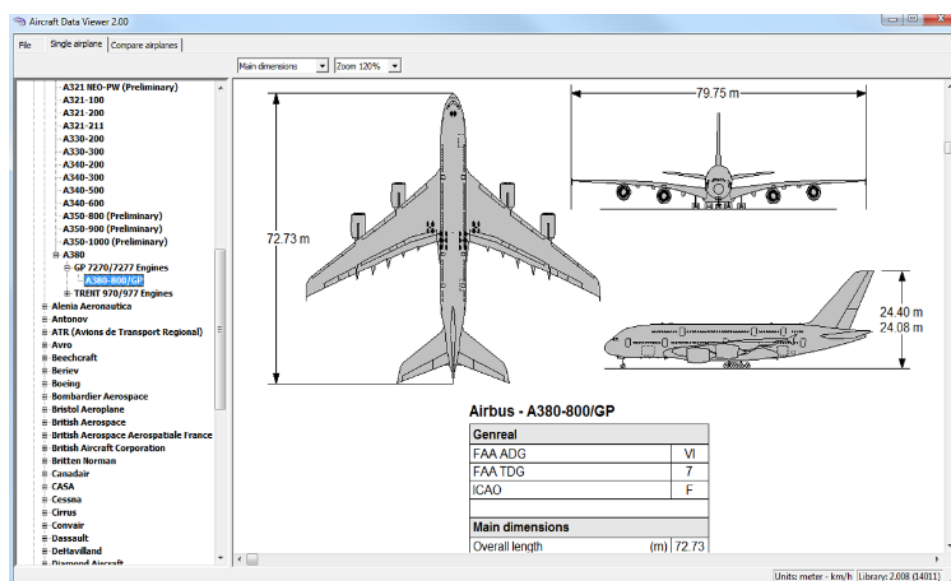 Aircraft Data Viewer 2.00
File Single airplane Compare airplanes
Main dimensions Zoom 120%
A321 NEO-PW (Preliminary)
A321-100
A321-200
A321-211
A330-200
A330-300
A340-200
A340-300
A340-500
A340-600
A350-800 (Preliminary)
A350-900 (Preliminary)
A350-1000 (Preliminary)
A380
GP 7270/7277 Engines
A380-800/GP
TRENT 970/977 Engines
Alenia Aeronautica
Antonov
ATR (Avions de Transport Regional)
Avro
Beechcraft
Beriev
Boeing
Bombardier Aerospace
Bristol Aeroplane
British Aerospace
British Aerospace Aerospatiale France
British Aircraft Corporation
Britten Norman
Canadair
CASA
Cessna
Cirrus
Convair
Dassault
DeHavilland
Diamond Aircraft
72.73 m
79.75 m
24.40 m
24.08 m
Airbus - A380-800/GP
Genreal
FAA ADG VI
FAA TDG 7
ICAO F
Main dimensions
Overall length (m) 72.73
Units: meter - km/h Library: 2.008 (14011)